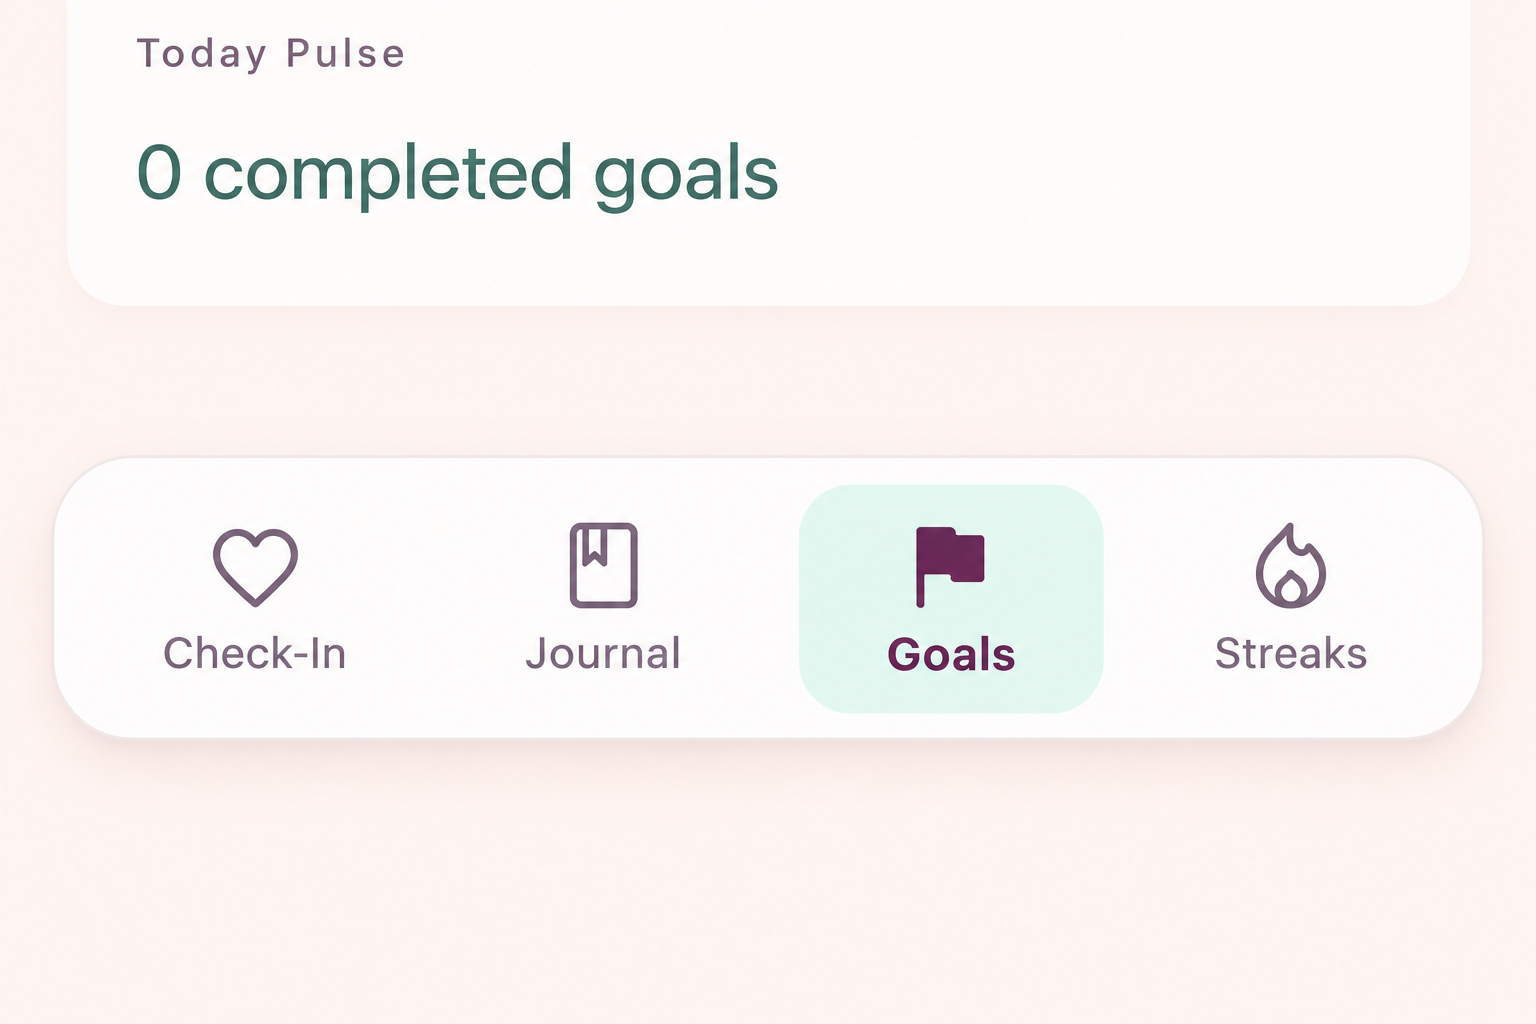 Today Pulse
0 completed goals
Check-In
Journal
Goals
Streaks